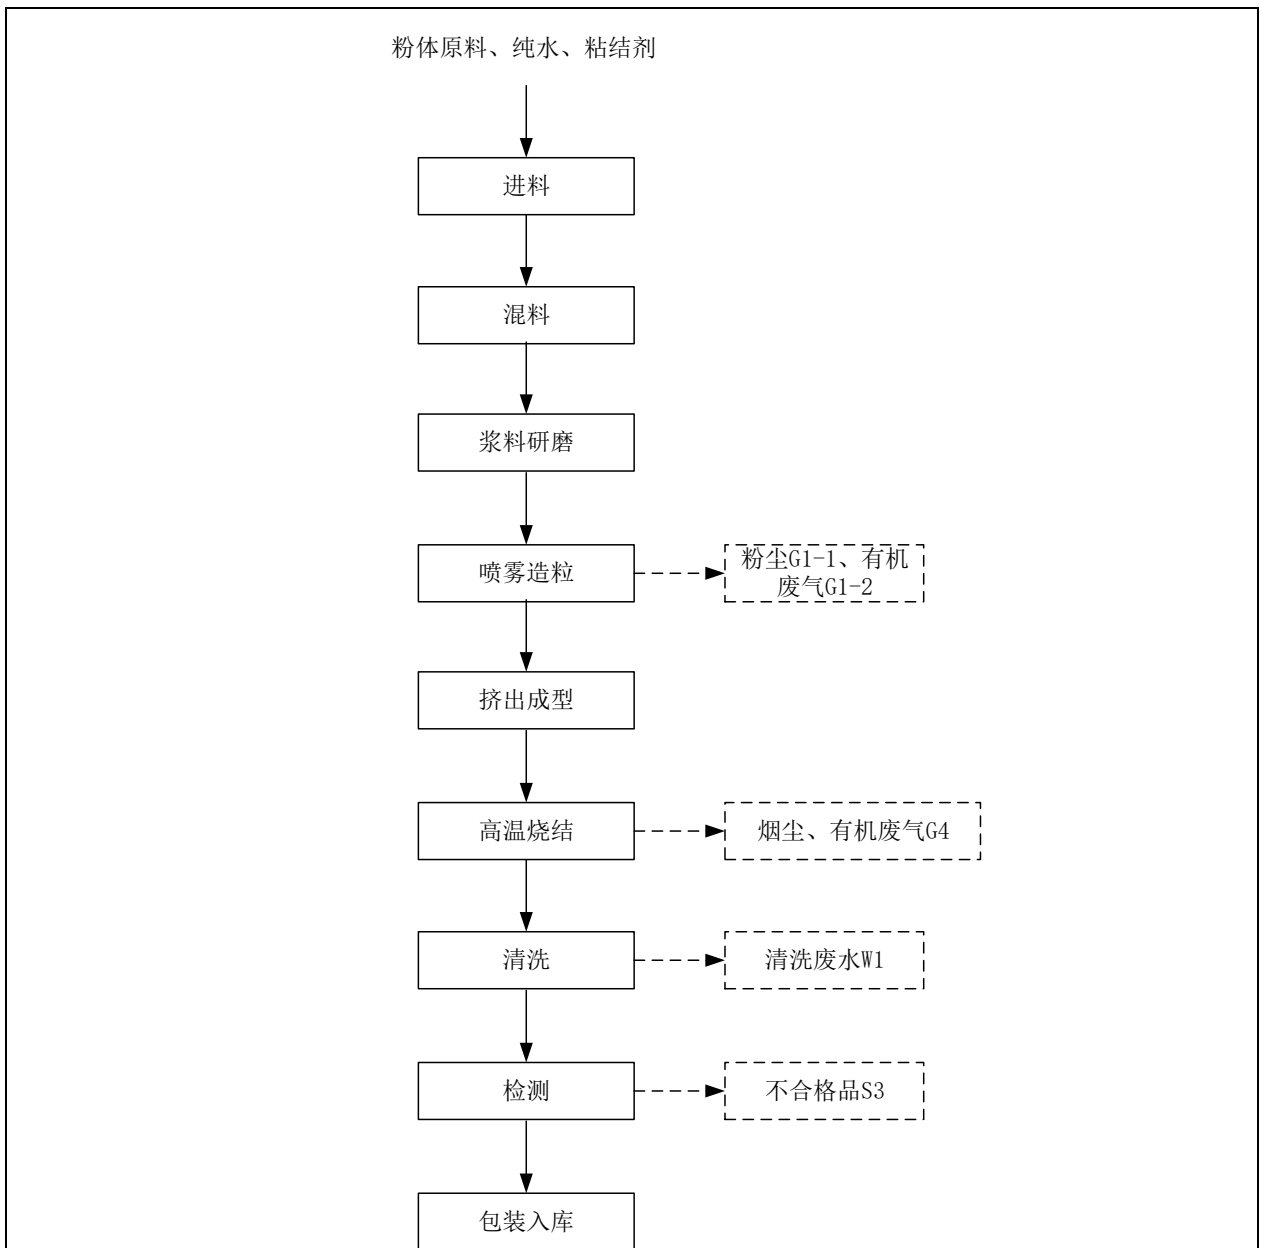 粉体原料、纯水、粘结剂
进料
混料
浆料研磨
喷雾造粒
粉尘G1-1、有机
废气G1-2
挤出成型
高温烧结
烟尘、有机废气G4
清洗
清洗废水W1
检测
不合格品S3
包装入库